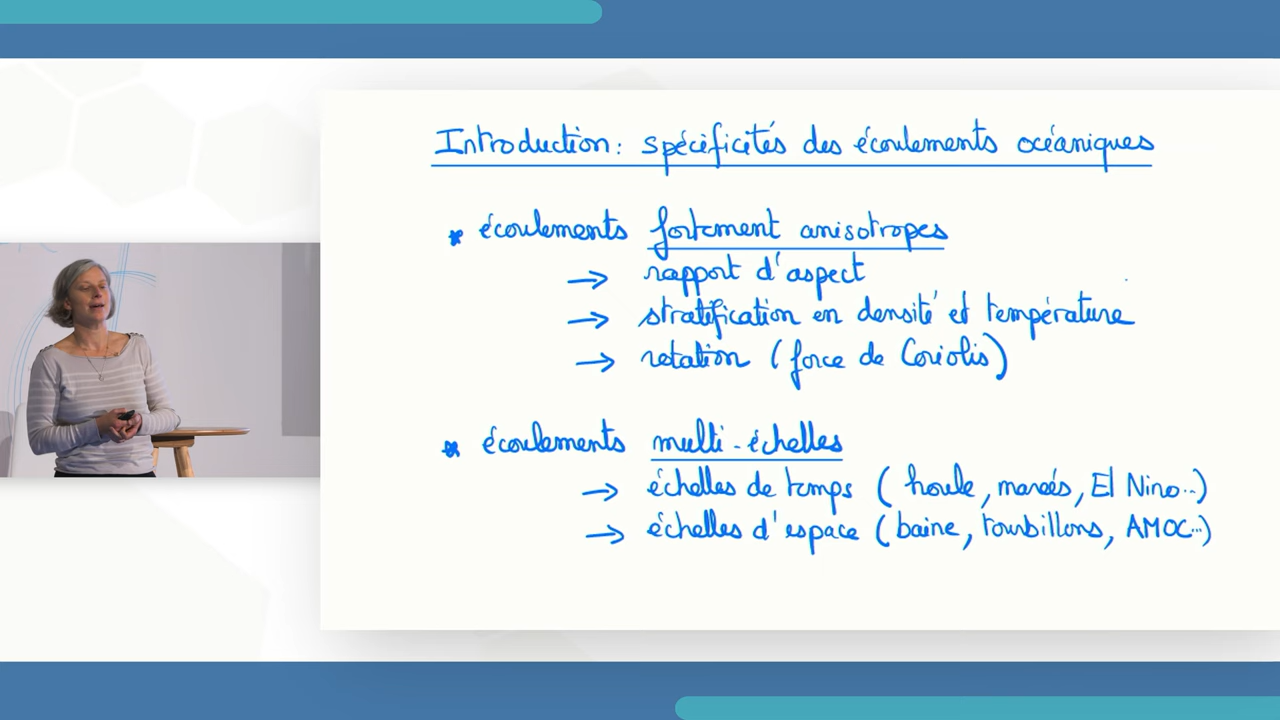 Introduction : spécificités des écoulements océaniques
* écoulements fortement anisotropes
→ rapport d'aspect
→ stratification en densité et température
→ rotation (force de Coriolis)
* écoulements multi-échelles
→ échelles de temps (houle, marées, El Nino...)
→ échelles d'espace (baine, tourbillons, AMOC...)